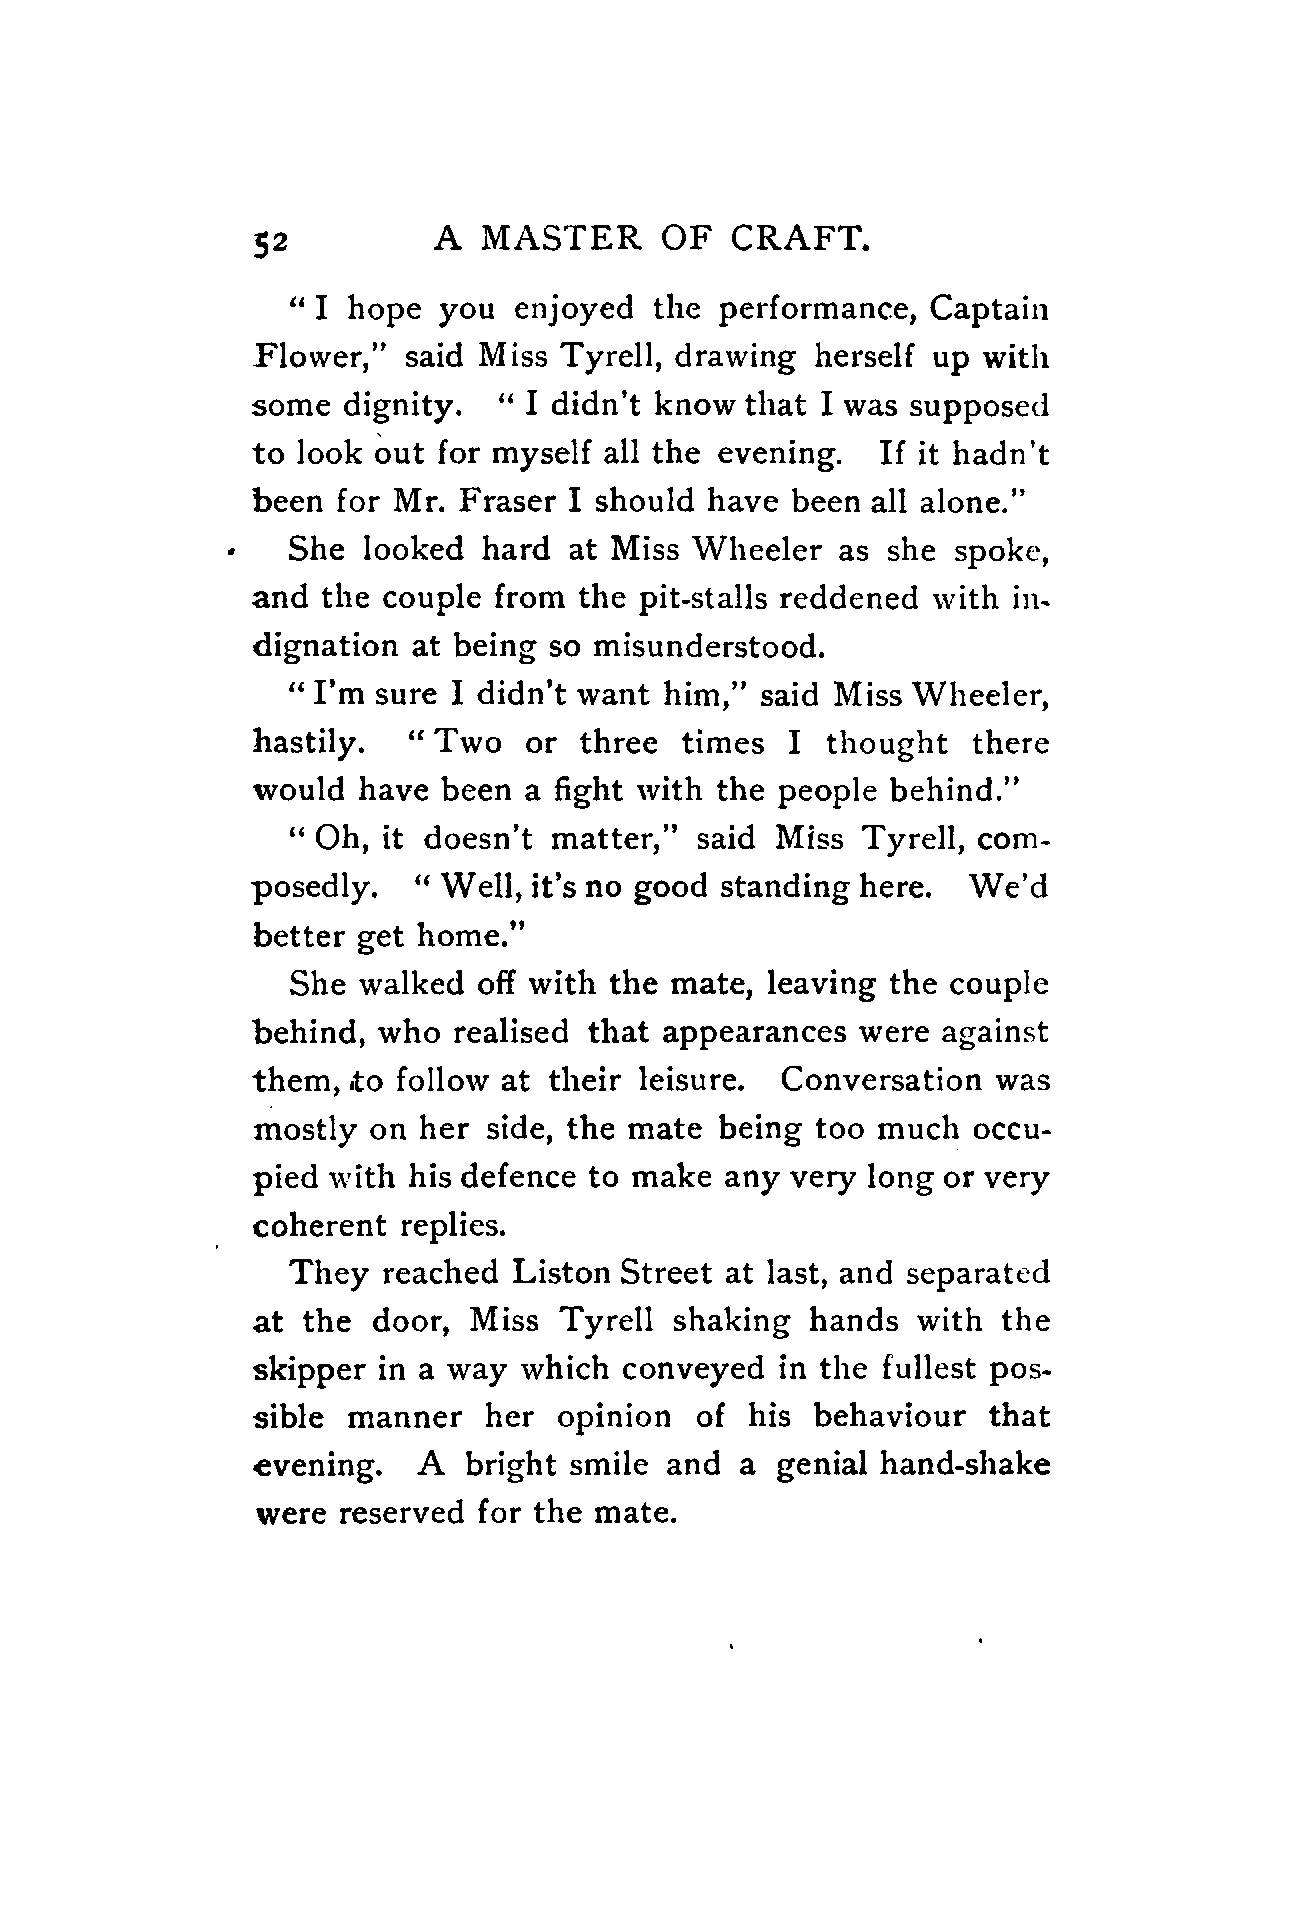 52 A MASTER OF CRAFT.
“ I hope you enjoyed the performance, Captain
Flower,” said Miss Tyrell, drawing herself up with
some dignity. “ I didn’t know that I was supposed
to look out for myself all the evening. If it hadn’t
been for Mr. Fraser I should have been all alone.”
She looked hard at Miss Wheeler as she spoke,
and the couple from the pit-stalls reddened with in-
dignation at being so misunderstood.
“ I’m sure I didn’t want him,” said Miss Wheeler,
hastily. “ Two or three times I thought there
would have been a fight with the people behind.”
“ Oh, it doesn’t matter,” said Miss Tyrell, com-
posedly. “ Well, it’s no good standing here. We’d
better get home.”
She walked off with the mate, leaving the couple
behind, who realised that appearances were against
them, to follow at their leisure. Conversation was
mostly on her side, the mate being too much occu-
pied with his defence to make any very long or very
coherent replies.
They reached Liston Street at last, and separated
at the door, Miss Tyrell shaking hands with the
skipper in a way which conveyed in the fullest pos-
sible manner her opinion of his behaviour that
evening. A bright smile and a genial hand-shake
were reserved for the mate.